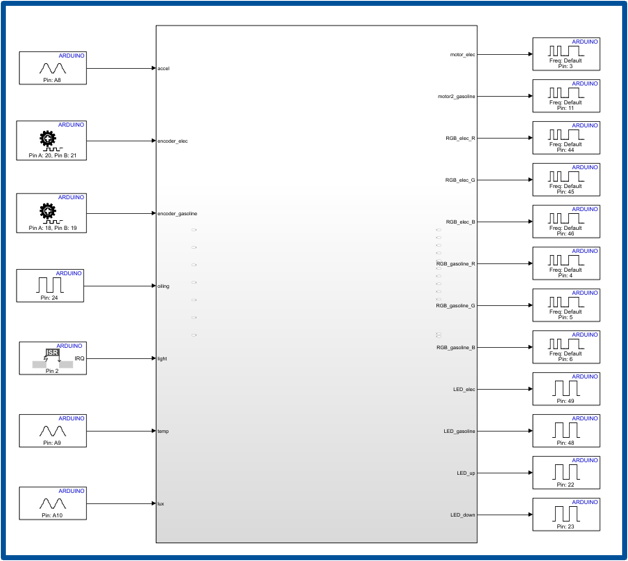 ARDUINO
Pin: A8
accel
ARDUINO
Pin A: 20, Pin B: 21
encoder_elec
ARDUINO
Pin A: 18, Pin B: 19
encoder_gasoline
ARDUINO
Pin: 24
oiling
ARDUINO
ISR
IRQ
Pin 2
light
ARDUINO
Pin: A9
temp
ARDUINO
Pin: A10
lux
motor_elec
ARDUINO
Freq: Default
Pin: 3
motor2_gasoline
ARDUINO
Freq: Default
Pin: 11
RGB_elec_R
ARDUINO
Freq: Default
Pin: 44
RGB_elec_G
ARDUINO
Freq: Default
Pin: 45
RGB_elec_B
ARDUINO
Freq: Default
Pin: 46
RGB_gasoline_R
ARDUINO
Freq: Default
Pin: 4
RGB_gasoline_G
ARDUINO
Freq: Default
Pin: 5
RGB_gasoline_B
ARDUINO
Freq: Default
Pin: 6
LED_elec
ARDUINO
Pin: 49
LED_gasoline
ARDUINO
Pin: 48
LED_up
ARDUINO
Pin: 22
LED_down
ARDUINO
Pin: 23